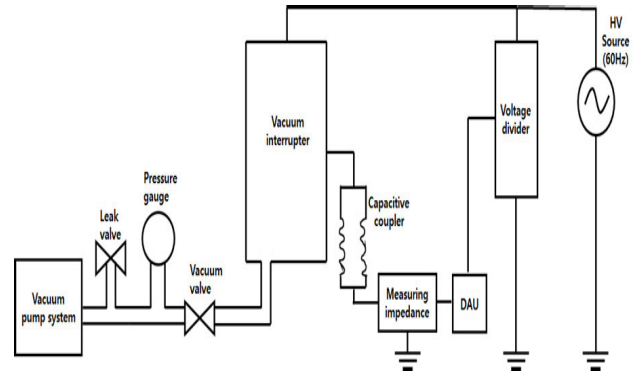 HV
Source
(60Hz)
Vacuum
interrupter
Voltage
divider
Pressure
gauge
Capacitive
coupler
Leak
valve
Vacuum
valve
Vacuum
pump system
Measuring
impedance
DAU